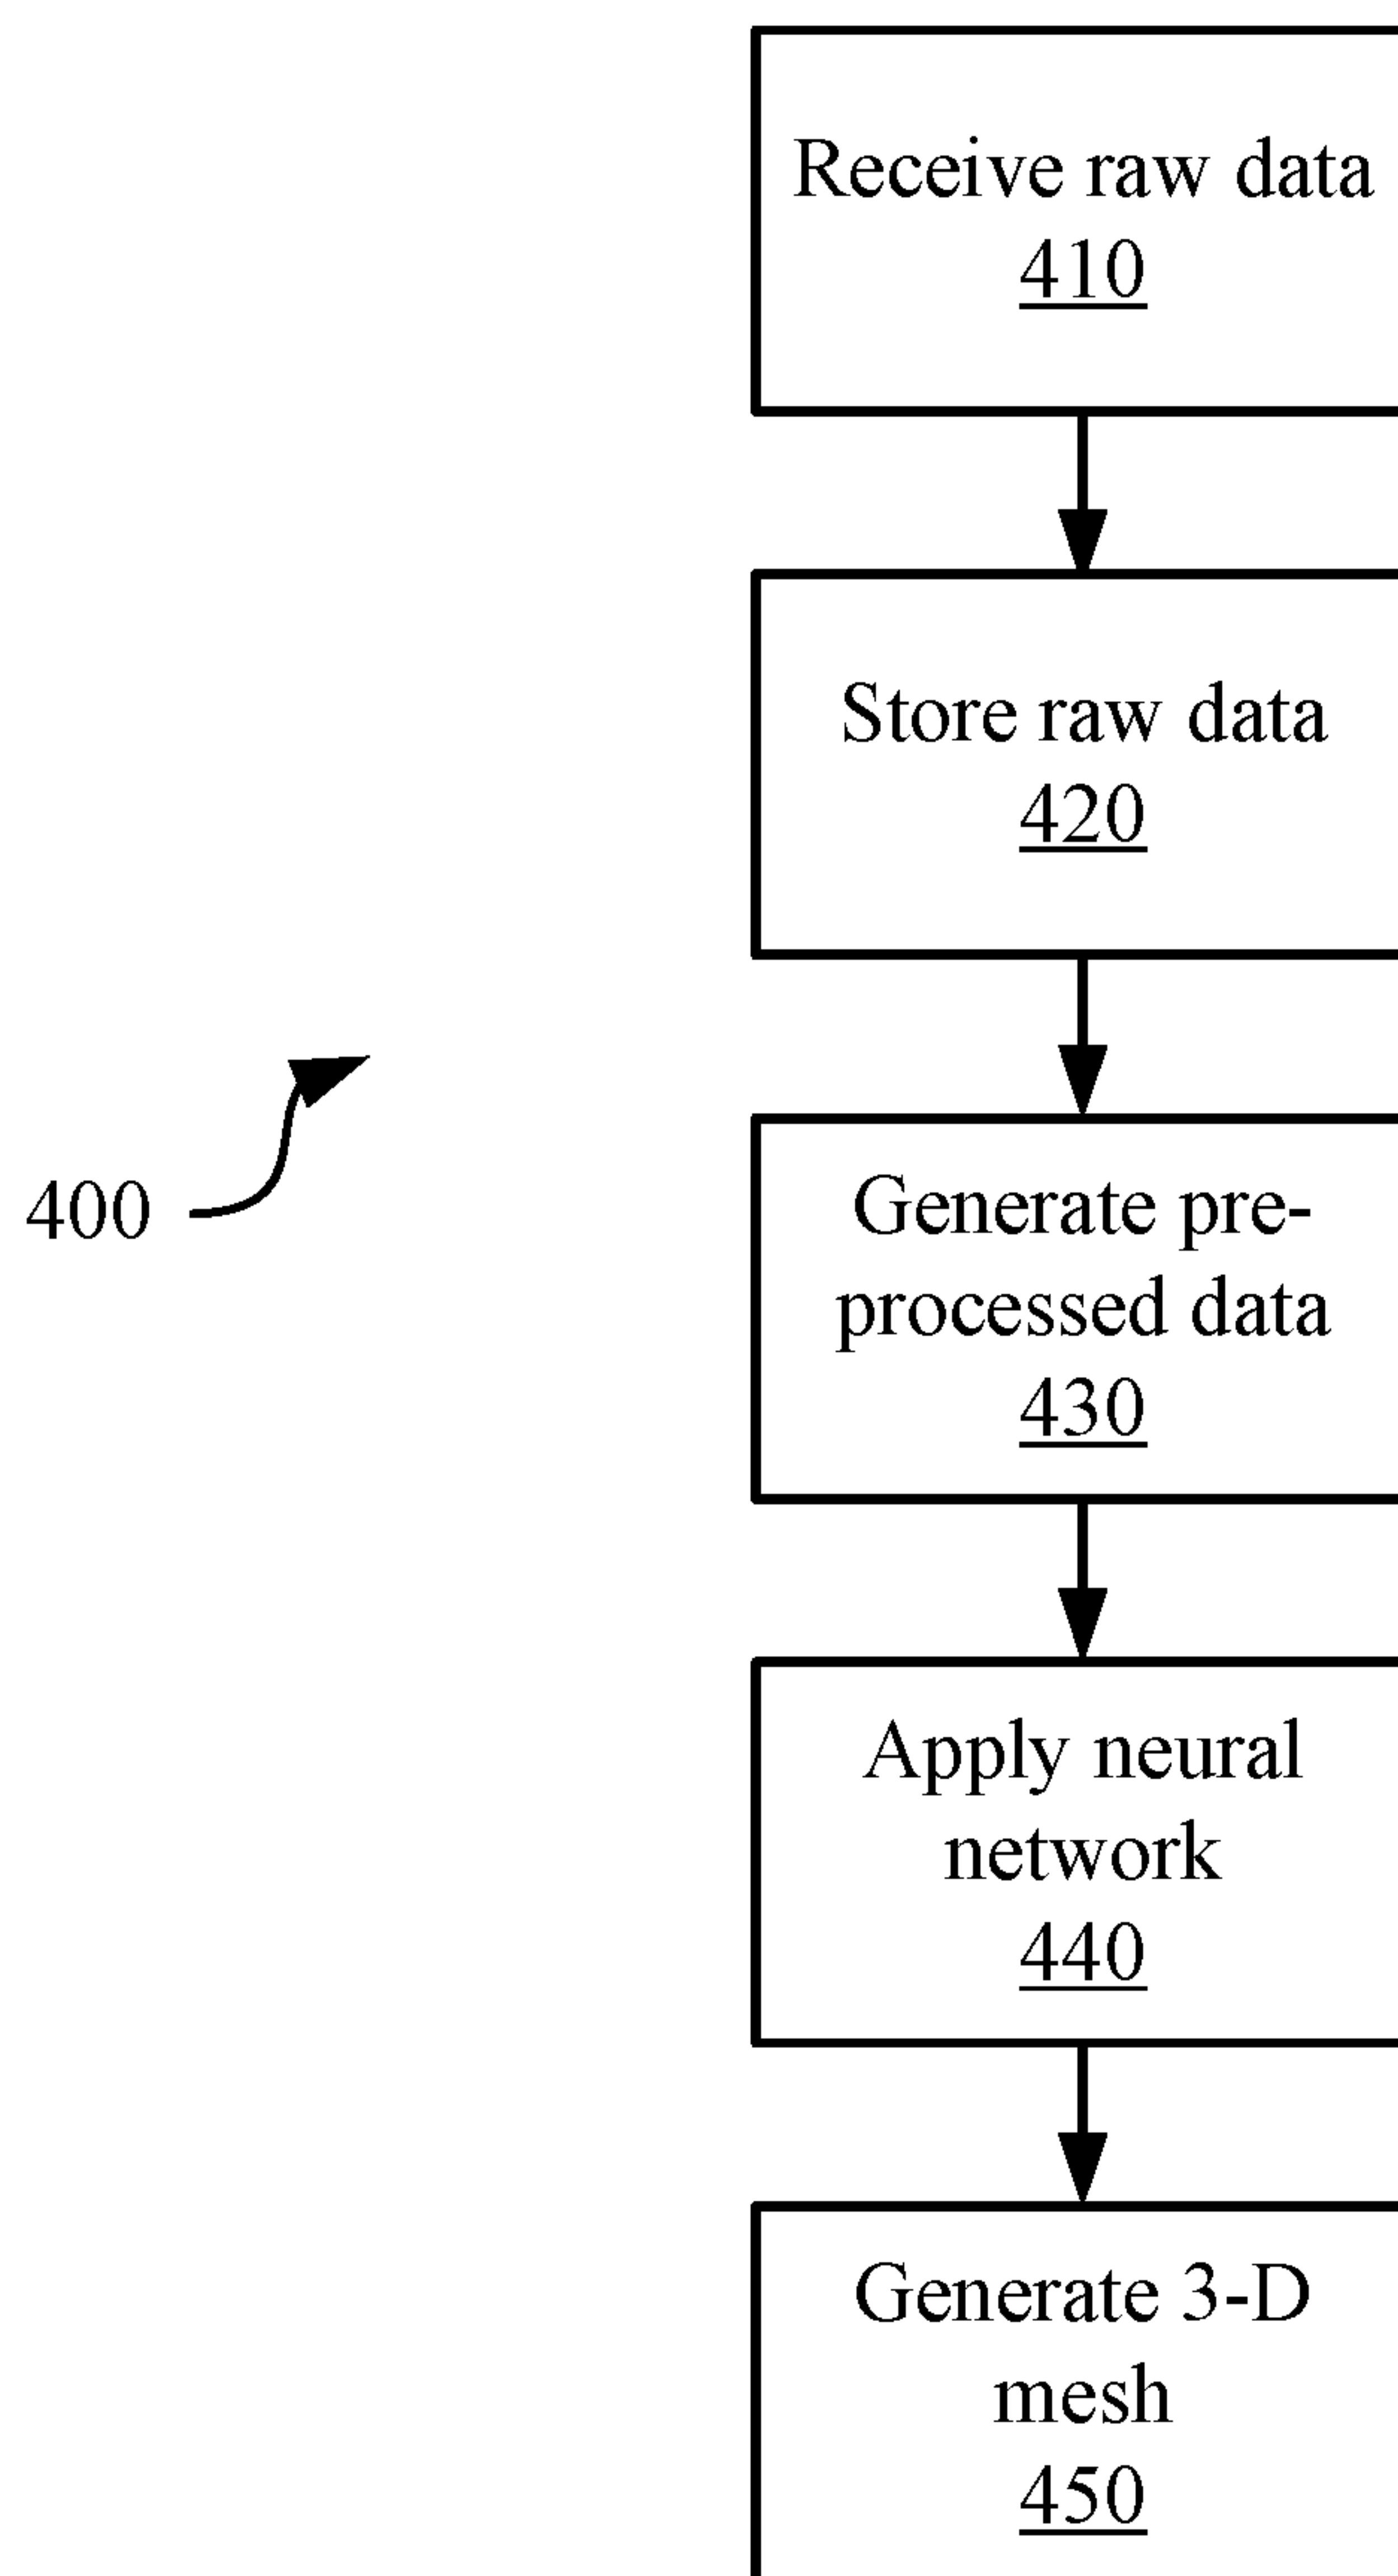 Receive raw data
410
Store raw data
420
400
Generate pre-
processed data
430
Apply neural
network
440
Generate 3-D
mesh
450